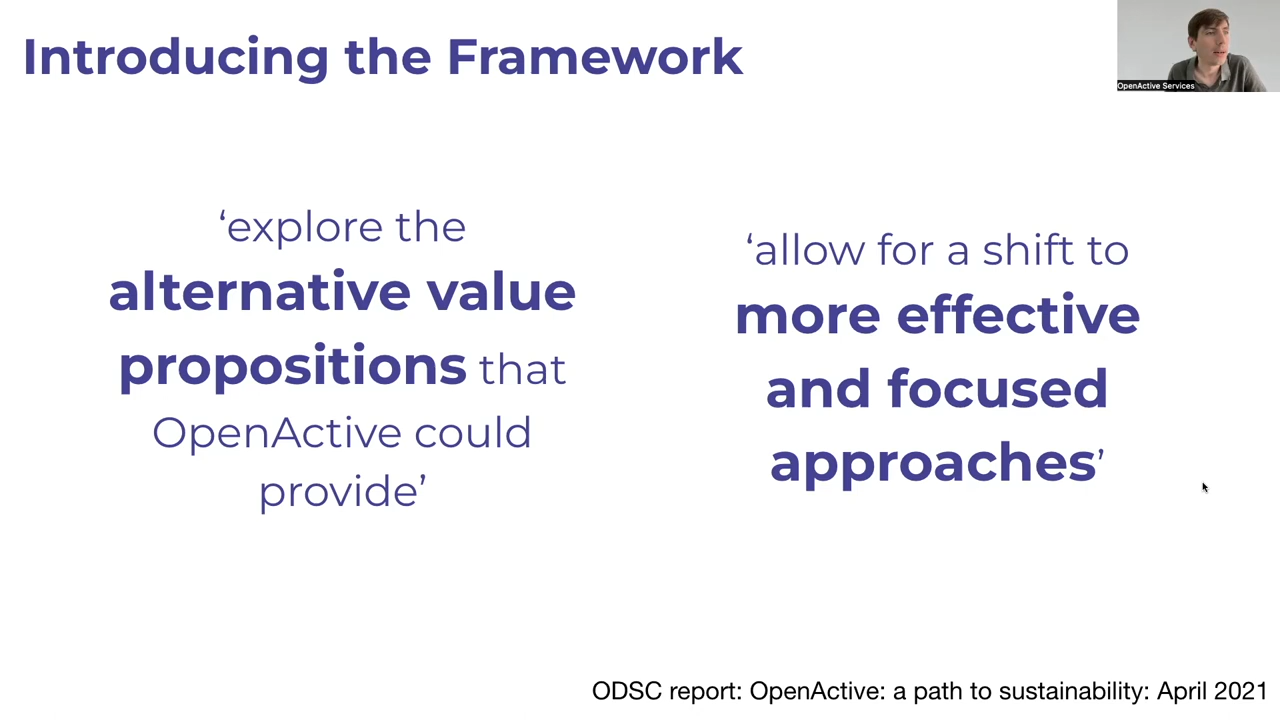 Introducing the Framework
OpenActive Services
‘explore the
alternative value
propositions that
OpenActive could
provide’
‘allow for a shift to
more effective
and focused
approaches’
ODSC report: OpenActive: a path to sustainability: April 2021